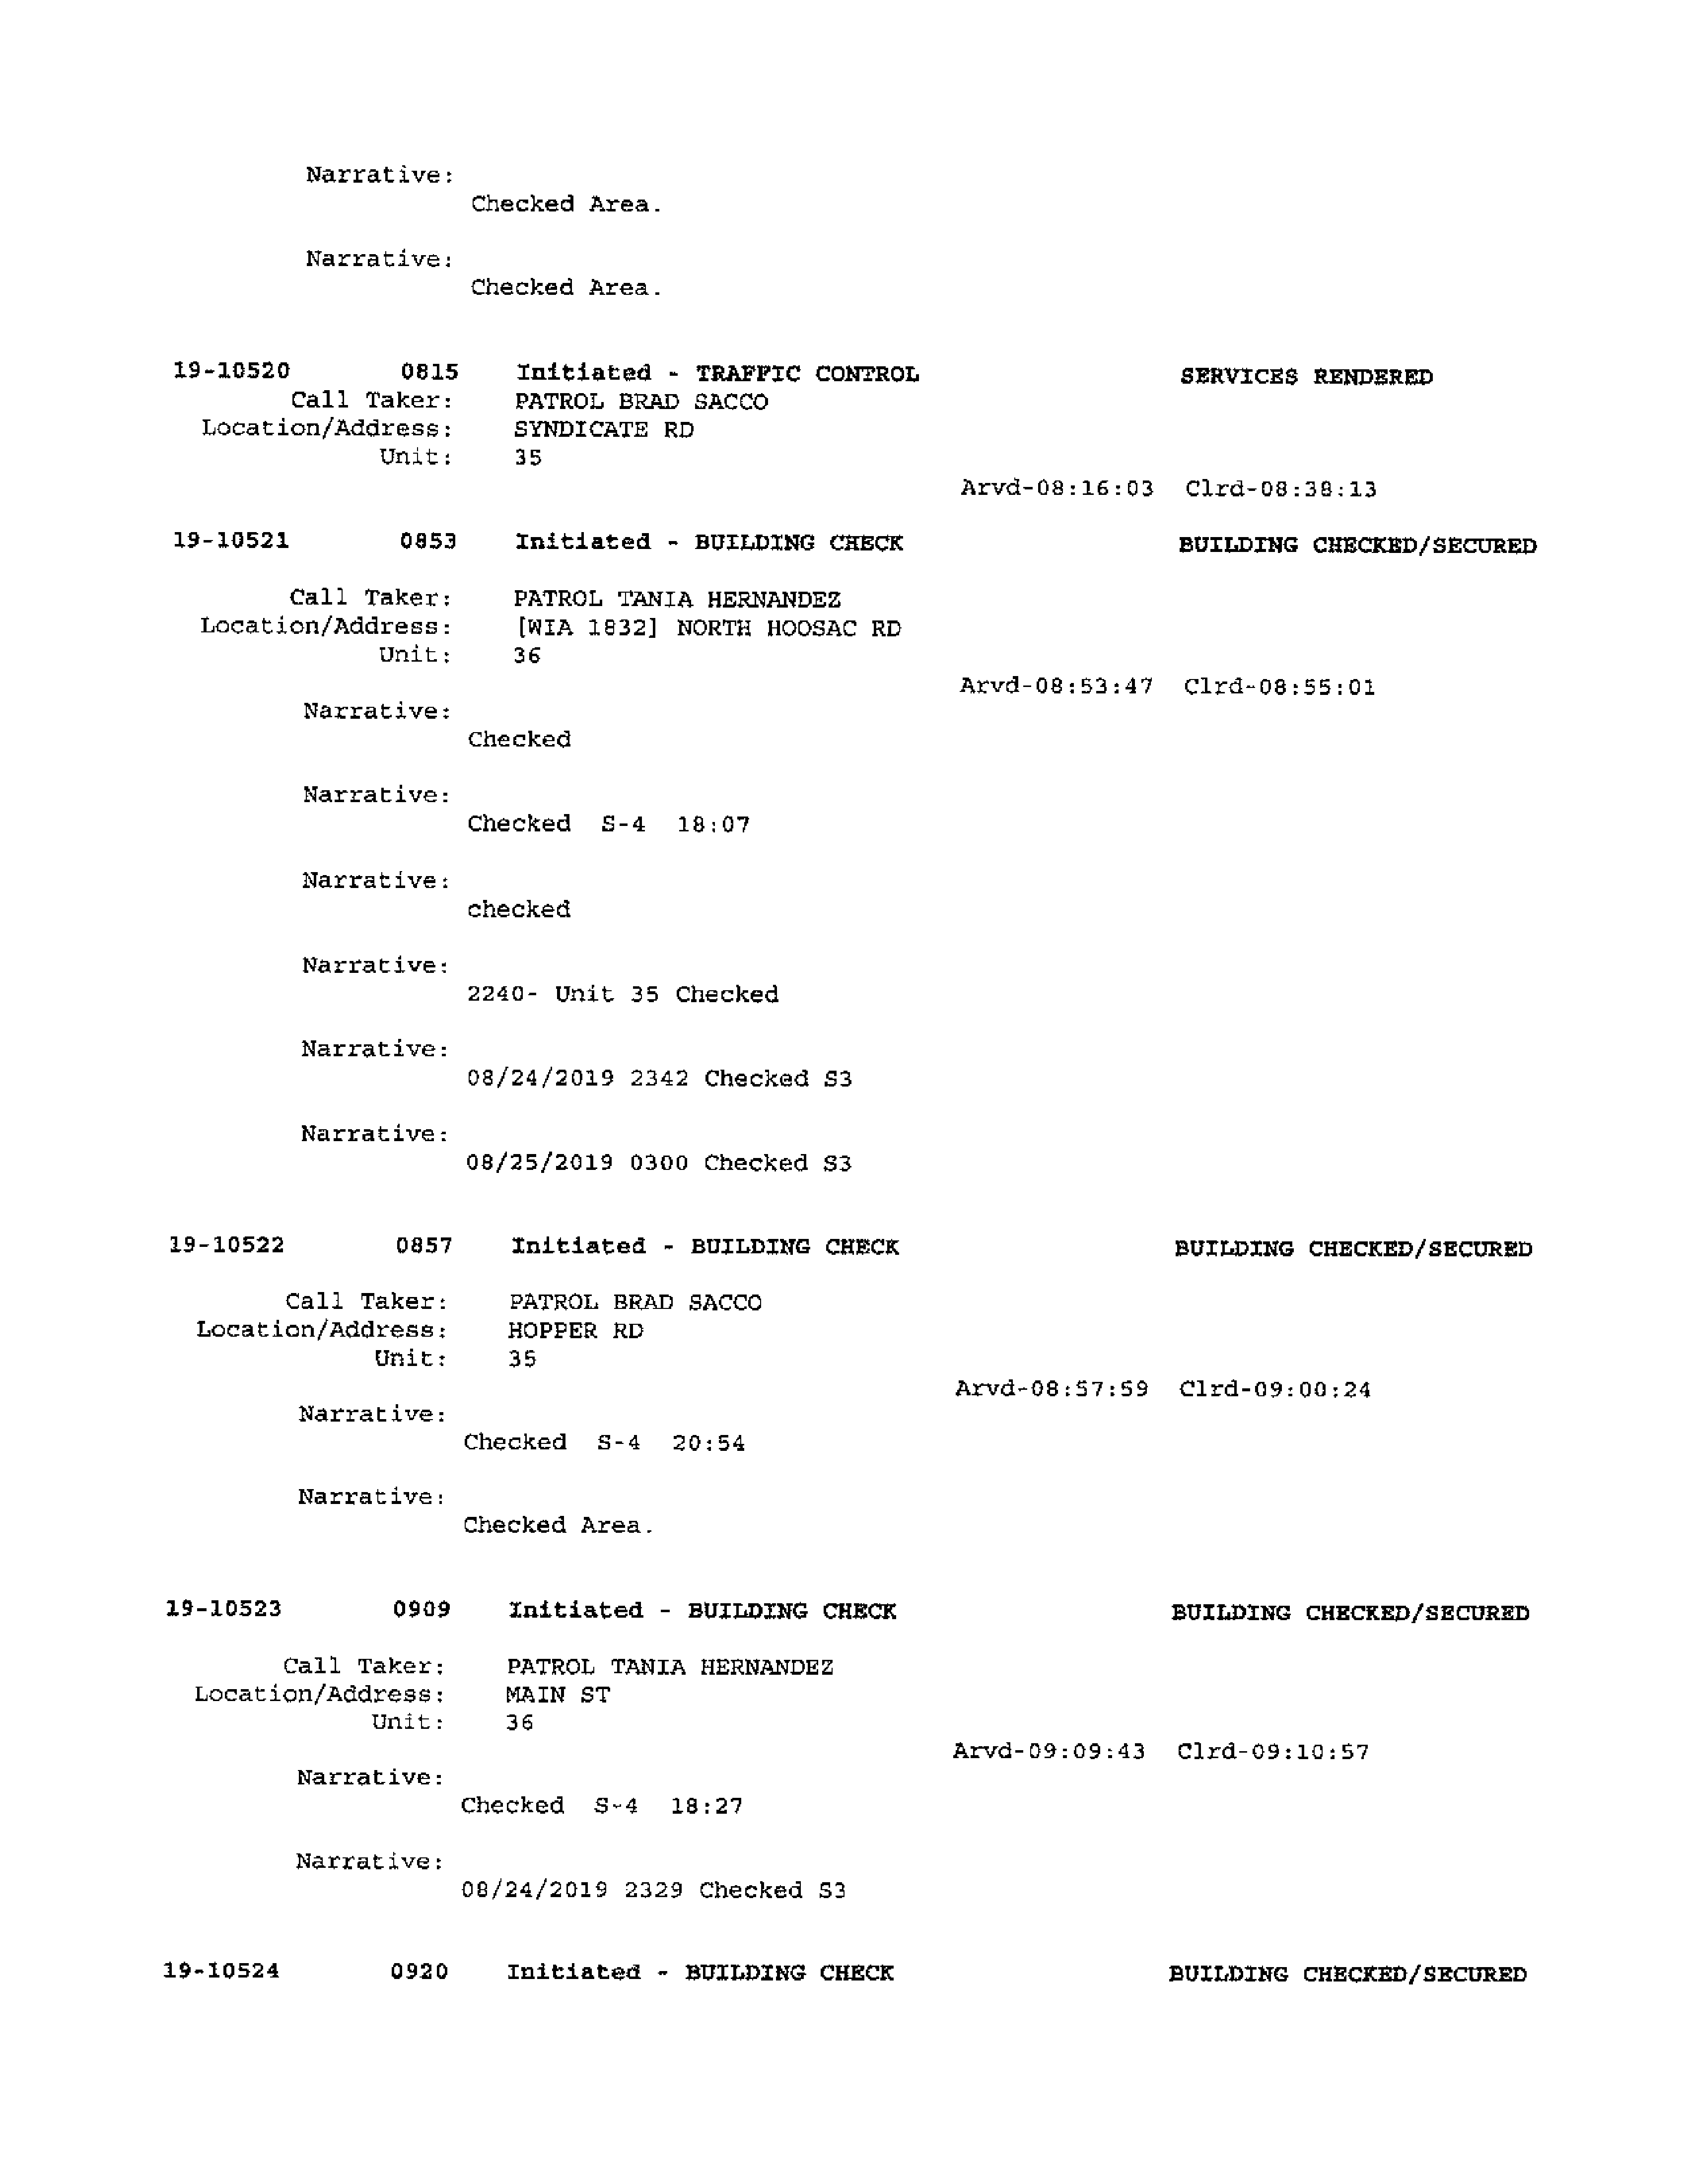 Narrative:
Checked Area.
Narrative:
Checked Area.
19-10520 0815 Initiated - TRAFFIC CONTROL SERVICES RENDERED
Call Taker: PATROL BRAD SACCO
Location/Address: SYNDICATE RD
Unit: 35
Arvd-08:16:03 Clrd-08:38:13
19-10521 0853 Initiated - BUILDING CHECK BUILDING CHECKED/SECURED
Call Taker: PATROL TANIA HERNANDEZ
Location/Address: [WIA 1832] NORTH HOOSAC RD
Unit: 36
Arvd-08:53:47 Clrd-08:55:01
Narrative:
Checked
Narrative:
Checked S-4 18:07
Narrative:
checked
Narrative:
2240- Unit 35 Checked
Narrative:
08/24/2019 2342 Checked S3
Narrative:
08/25/2019 0300 Checked S3
19-10522 0857 Initiated - BUILDING CHECK BUILDING CHECKED/SECURED
Call Taker: PATROL BRAD SACCO
Location/Address: HOPPER RD
Unit: 35
Arvd-08:57:59 Clrd-09:00:24
Narrative:
Checked S-4 20:54
Narrative:
Checked Area.
19-10523 0909 Initiated - BUILDING CHECK BUILDING CHECKED/SECURED
Call Taker: PATROL TANIA HERNANDEZ
Location/Address: MAIN ST
Unit: 36
Arvd-09:09:43 Clrd-09:10:57
Narrative:
Checked S-4 18:27
Narrative:
08/24/2019 2329 Checked S3
19-10524 0920 Initiated - BUILDING CHECK BUILDING CHECKED/SECURED